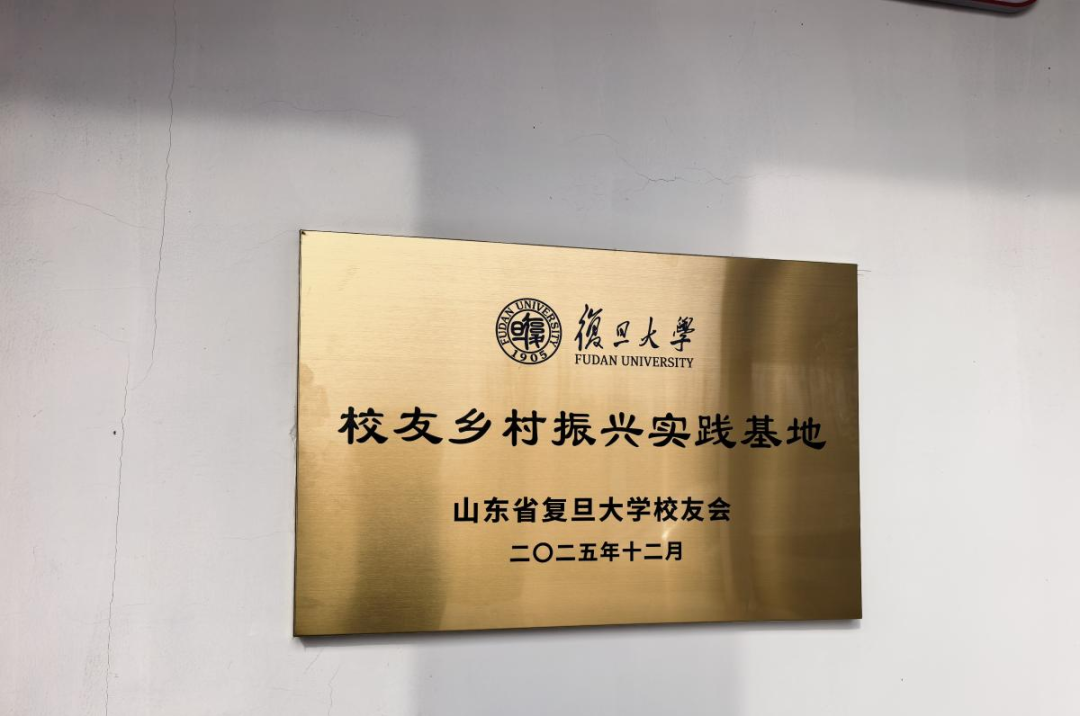 FUDAN UNIVERSITY
1905
復旦大學
FUDAN UNIVERSITY
校友乡村振兴实践基地
山东省复旦大学校友会
二〇二五年十二月